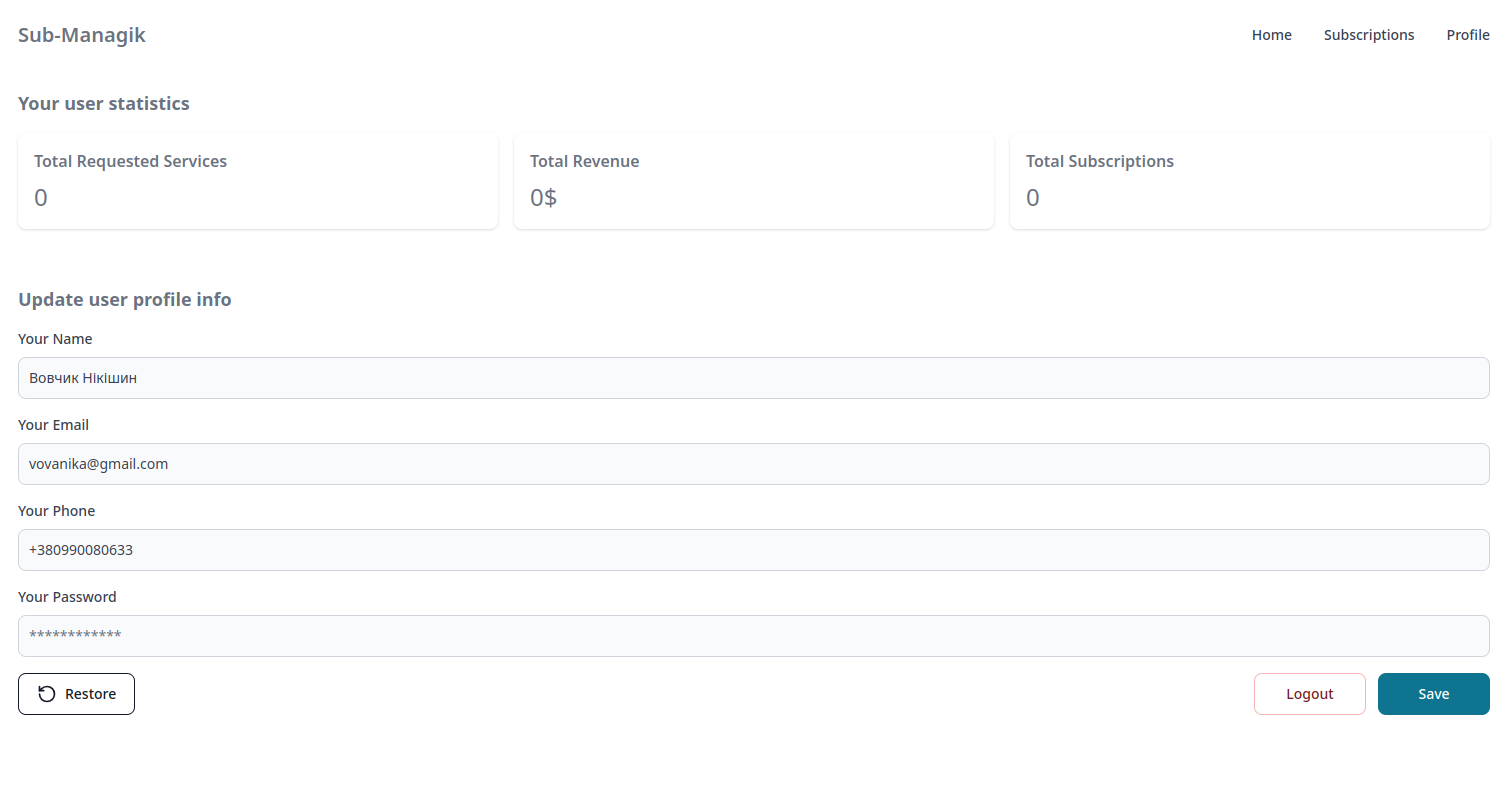 Sub-Managik
Home Subscriptions Profile
Your user statistics
Total Requested Services
0
Total Revenue
0$
Total Subscriptions
0
Update user profile info
Your Name
Вовчик Нікішин
Your Email
vovanika@gmail.com
Your Phone
+380990080633
Your Password
************
Restore
Logout
Save